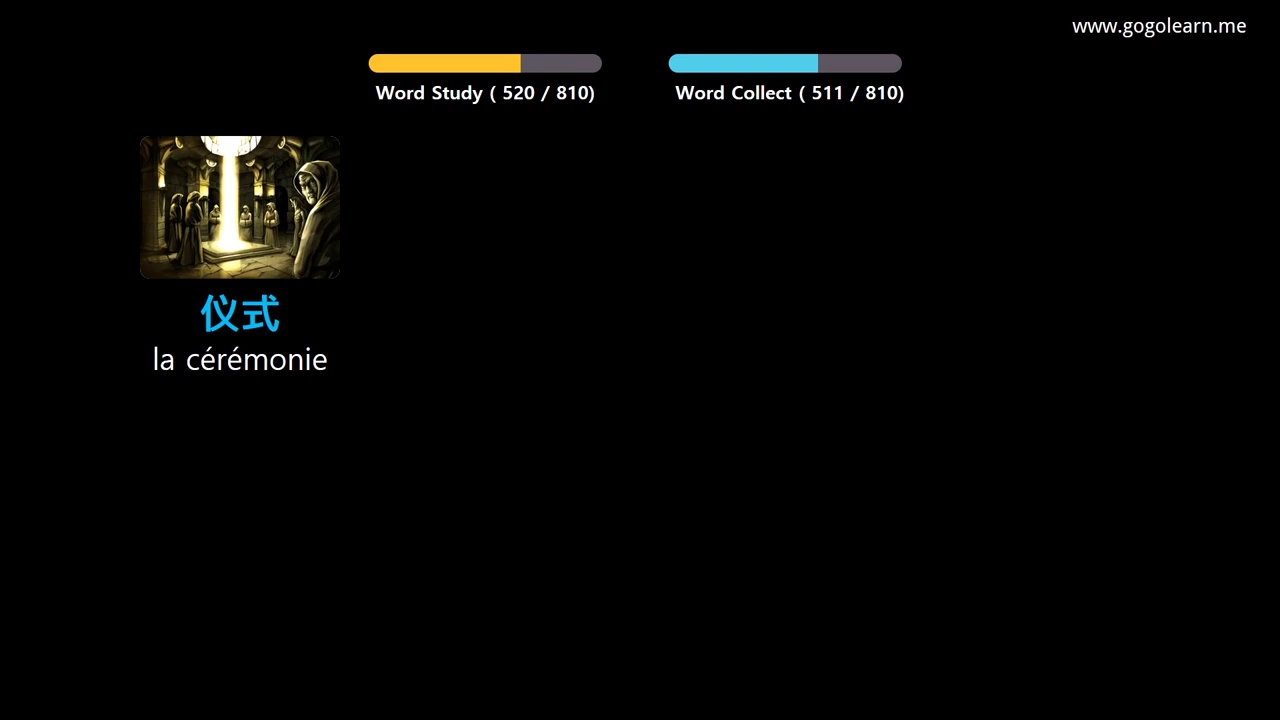 www.gogolearn.me
Word Study ( 520 / 810)
Word Collect ( 511 / 810)
仪式
la cérémonie